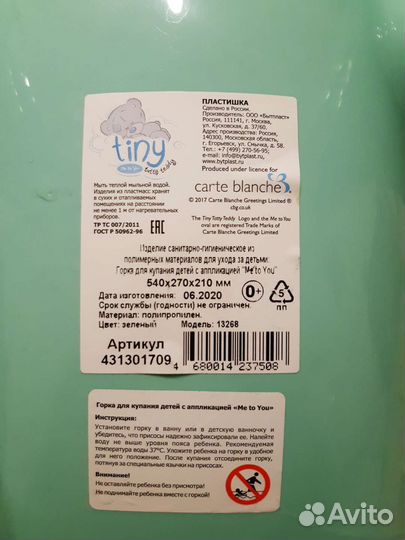 tiny
me to you
tatty teddy
Мыть теплой мыльной водой.
Изделия из пластмасс хранят
в сухих и отапливаемых
помещениях на расстоянии
не менее 1 м от нагревательных
приборов.
ТР ТС 007/2011
ГОСТ Р 50962-96
EAC
ПЛАСТИШКА
Сделано в России.
Производитель: ООО «Бытпласт»
Россия, 111141, г. Москва,
ул. Кусковская, д. 37/60.
Адрес производства: Россия,
140300, Московская область,
г. Егорьевск, ул. Смычка, д. 58.
Тел.: +7 (499) 270-56-95;
e-mail: info@bytplast.ru
www.bytplast.ru
Produced under licence for
carte blanche
© 2017 Carte Blanche Greetings Limited ®
cbg.co.uk
The Tiny Tatty Teddy Logo and the Me to You
oval are registered Trade Marks of
Carte Blanche Greetings Limited.
Изделие санитарно-гигиеническое из
полимерных материалов для ухода за детьми:
Горка для купания детей с аппликацией "Me to You"
540x270x210 мм
Дата изготовления: 06.2020
Срок службы (годности) не ограничен.
Материал: полипропилен.
Цвет: зеленый Модель: 13268
0+
5
ПП
Артикул
431301709
4 680014 237508
Горка для купания детей с аппликацией «Me to You»
Инструкция:
Установите горку в ванну или в детскую ванночку и
убедитесь, что присосы надежно зафиксировали ее. Налейте
воду не выше уровня пояса ребенка. Рекомендуемая
температура воды 37°С. Уложите ребенка на горку в удобное
для него положение. После купания отсоедините горку,
потянув за специальные язычки на присосах.
Внимание!
Не оставляйте ребенка без присмотра!
Не поднимайте ребенка вместе с горкой!
Avito